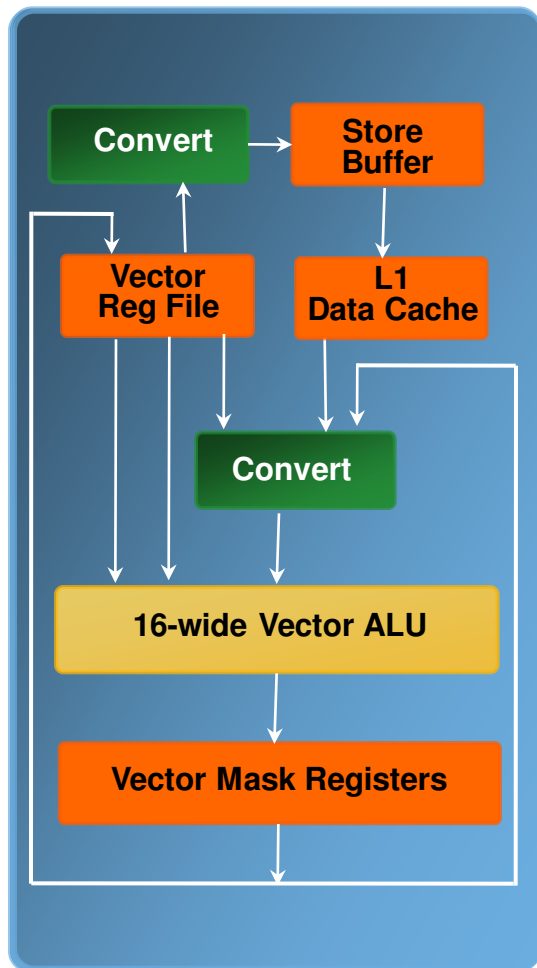 Convert
Store
Buffer
Vector
Reg File
L1
Data Cache
Convert
16-wide Vector ALU
Vector Mask Registers